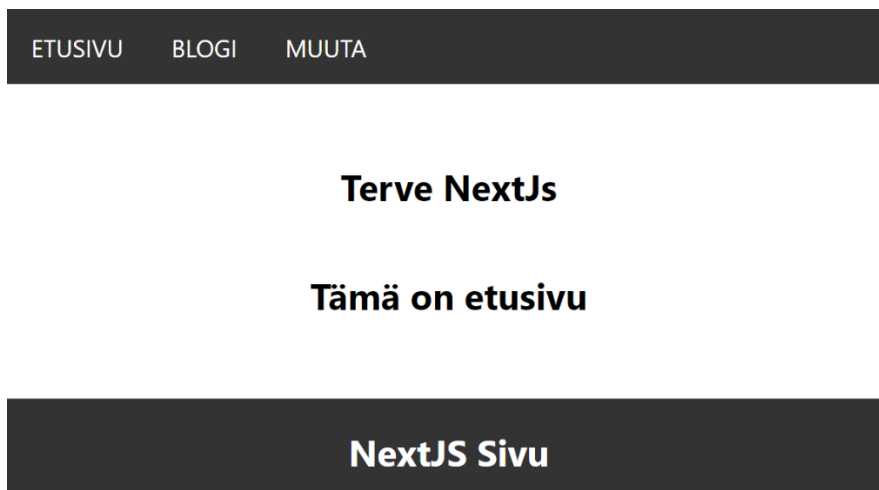 ETUSIVU BLOGI MUUTA
Terve NextJs
Tämä on etusivu
NextJS Sivu